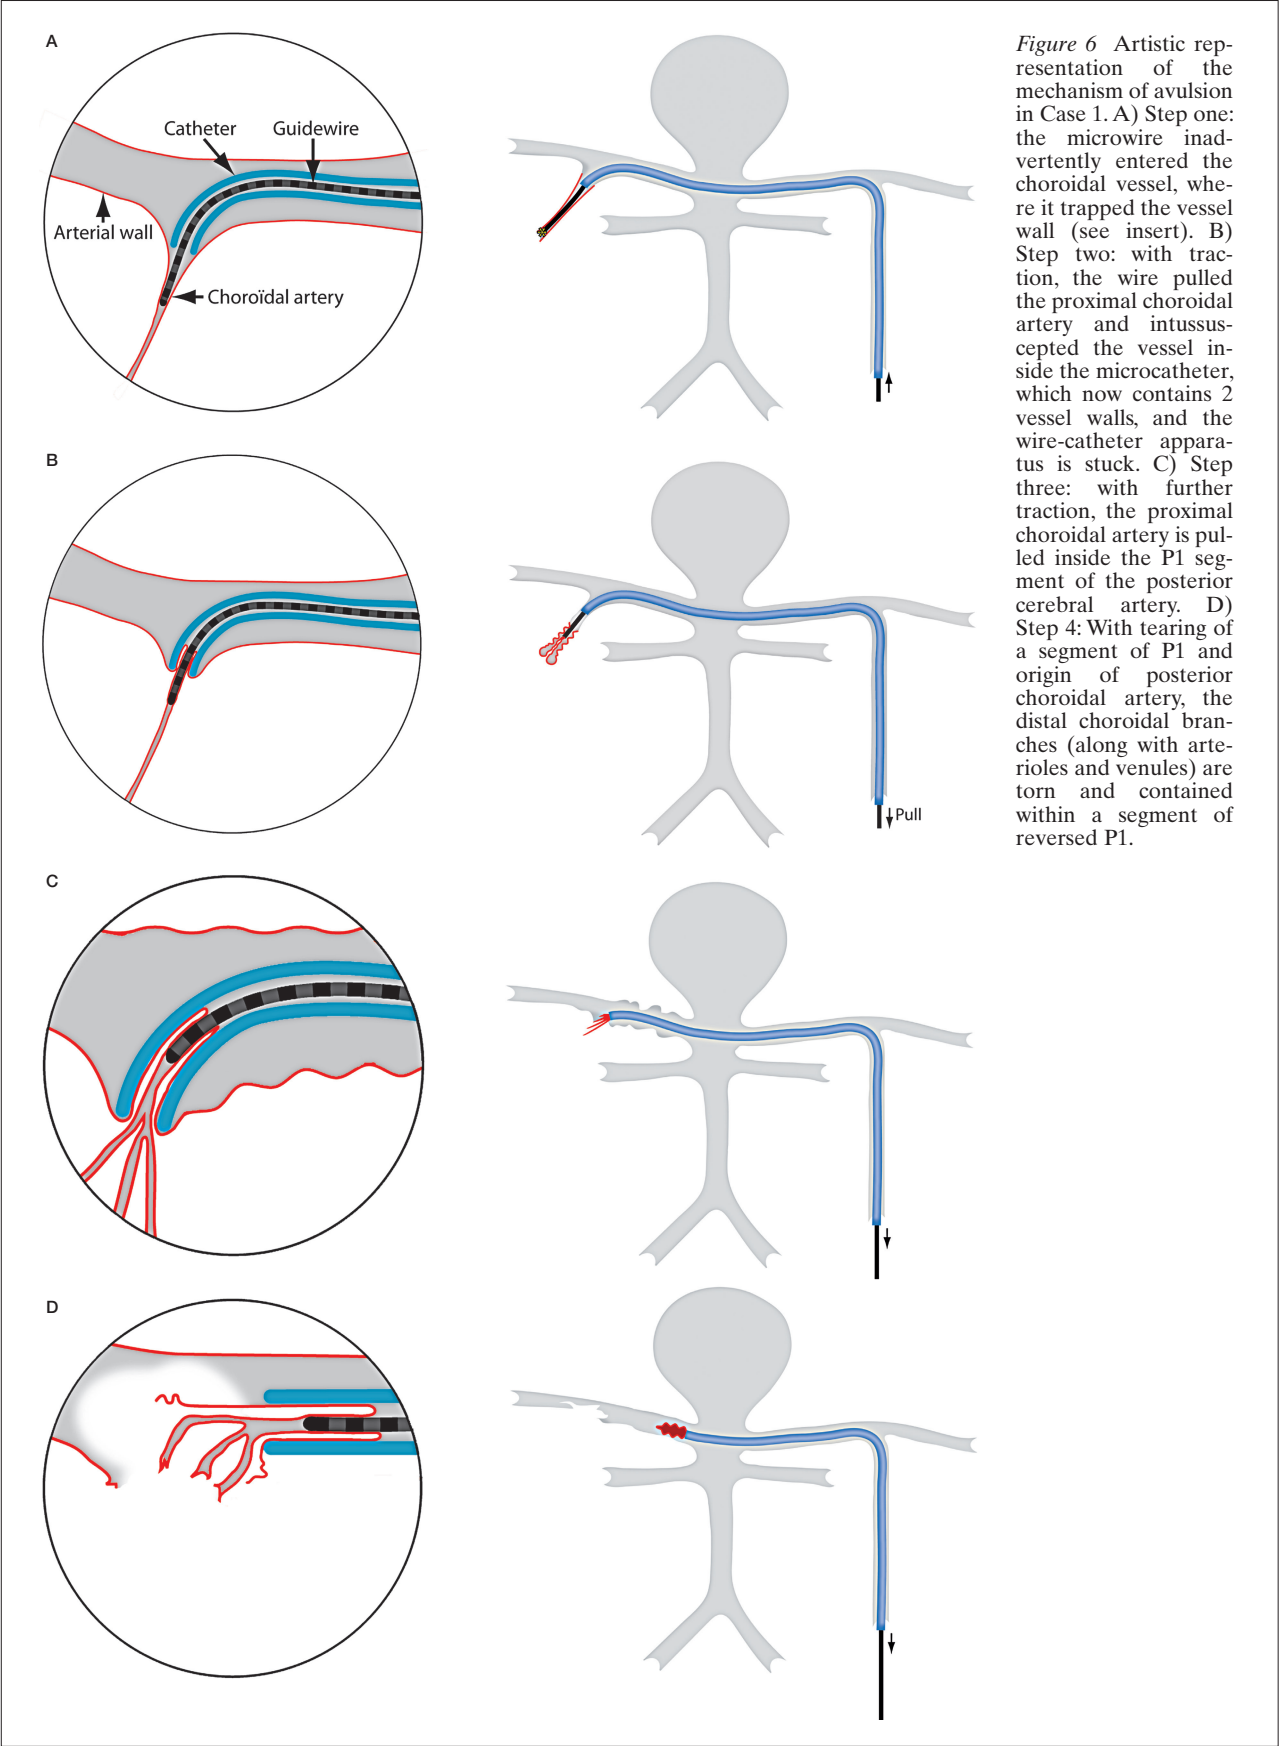 A
Catheter
Guidewire
Arterial wall
Choroïdal artery
B
Pull
C
D
Figure 6 Artistic rep-
resentation of the
mechanism of avulsion
in Case 1. A) Step one:
the microwire inad-
vertently entered the
choroidal vessel, whe-
re it trapped the vessel
wall (see insert). B)
Step two: with trac-
tion, the wire pulled
the proximal choroidal
artery and intussus-
cepted the vessel in-
side the microcatheter,
which now contains 2
vessel walls, and the
wire-catheter appara-
tus is stuck. C) Step
three: with further
traction, the proximal
choroidal artery is pul-
led inside the P1 seg-
ment of the posterior
cerebral artery. D)
Step 4: With tearing of
a segment of P1 and
origin of posterior
choroidal artery, the
distal choroidal bran-
ches (along with arte-
rioles and venules) are
torn and contained
within a segment of
reversed P1.